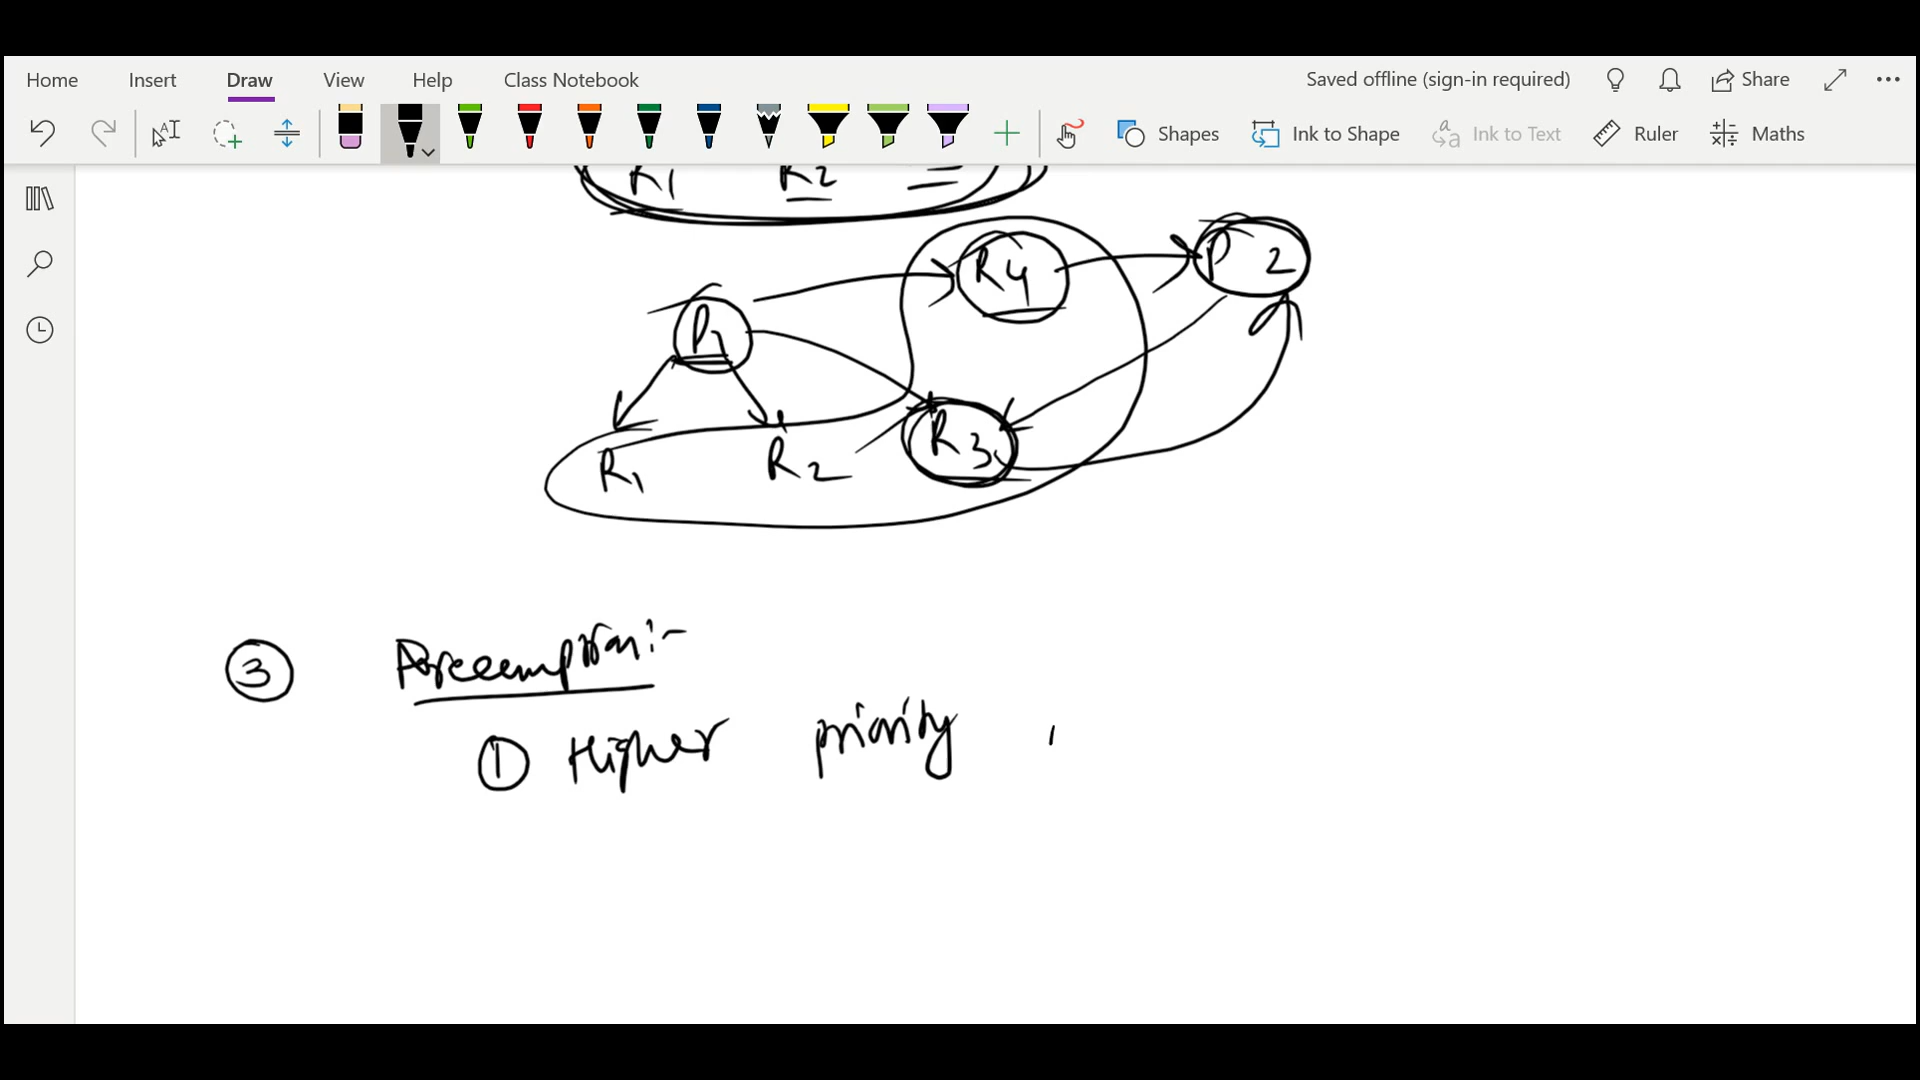 Home Insert Draw View Help Class Notebook Saved offline (sign-in required) Share
Shapes Ink to Shape Ink to Text Ruler Maths
R1 R2
R4 P2
P1
R3
R1 R2
3 Preemption:-
1 Higher priority